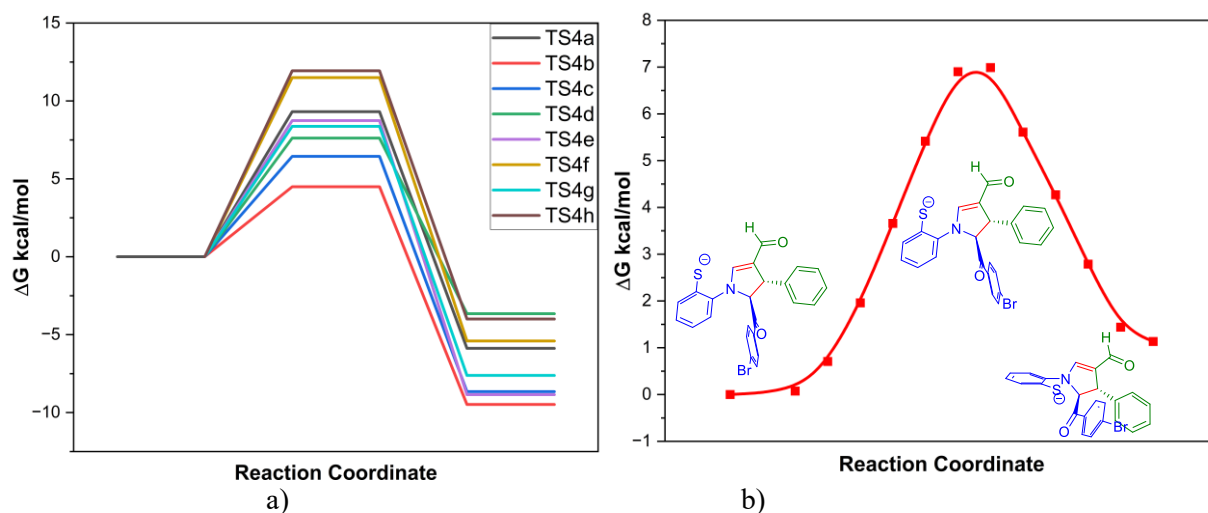 15
10
5
0
−5
−10
ΔG kcal/mol
Reaction Coordinate
TS4a
TS4b
TS4c
TS4d
TS4e
TS4f
TS4g
TS4h
a)
8
7
6
5
4
3
2
1
0
−1
ΔG kcal/mol
Reaction Coordinate
H
O
S
⊖
N
O
Br
H
O
S
⊖
N
O
Br
H
O
N
S
⊖
O
Br
b)